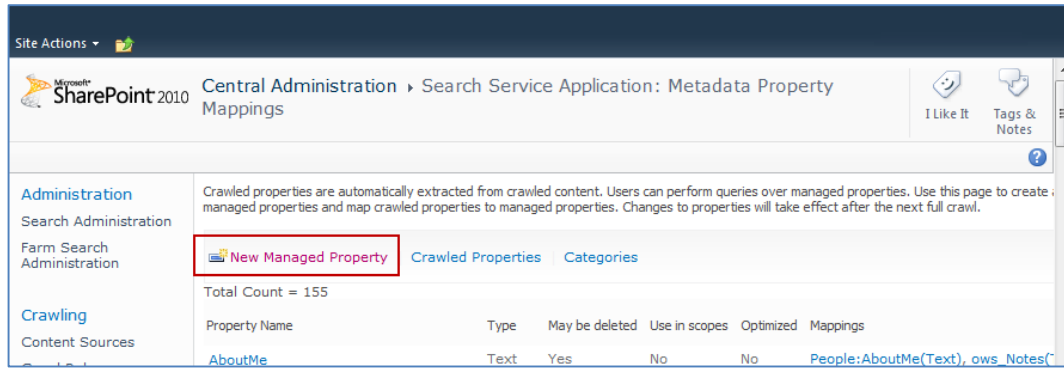 Site Actions
Microsoft
SharePoint 2010
Central Administration ▸ Search Service Application: Metadata Property
Mappings
I Like It
Tags &
Notes
Administration
Search Administration
Farm Search
Administration
Crawling
Content Sources
Crawled properties are automatically extracted from crawled content. Users can perform queries over managed properties. Use this page to create
managed properties and map crawled properties to managed properties. Changes to properties will take effect after the next full crawl.
New Managed Property Crawled Properties Categories
Total Count = 155
Property Name Type May be deleted Use in scopes Optimized Mappings
AboutMe Text Yes No No People:AboutMe(Text), ows_Notes(